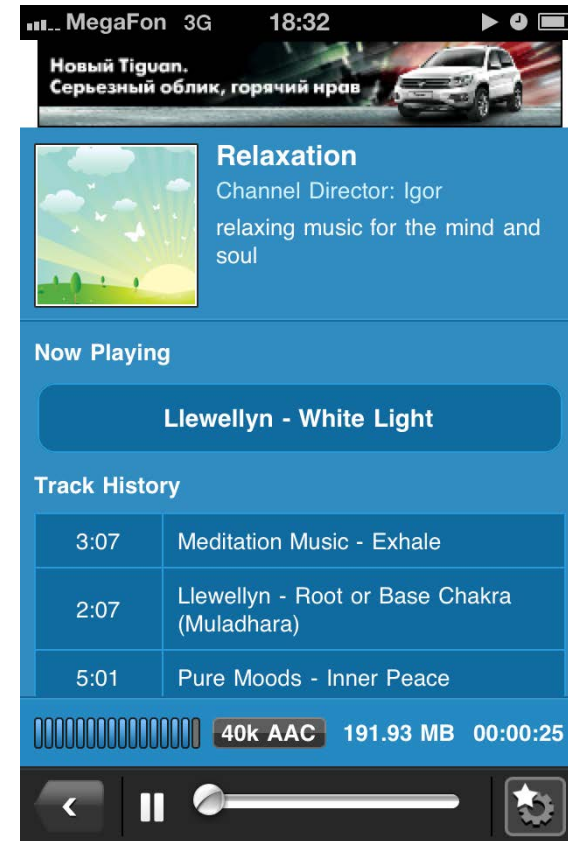 MegaFon 3G 18:32
Новый Tiguan.
Серьезный облик, горячий нрав
Relaxation
Channel Director: Igor
relaxing music for the mind and
soul
Now Playing
Llewellyn - White Light
Track History
3:07 Meditation Music - Exhale
2:07 Llewellyn - Root or Base Chakra
(Muladhara)
5:01 Pure Moods - Inner Peace
40k AAC 191.93 MB 00:00:25